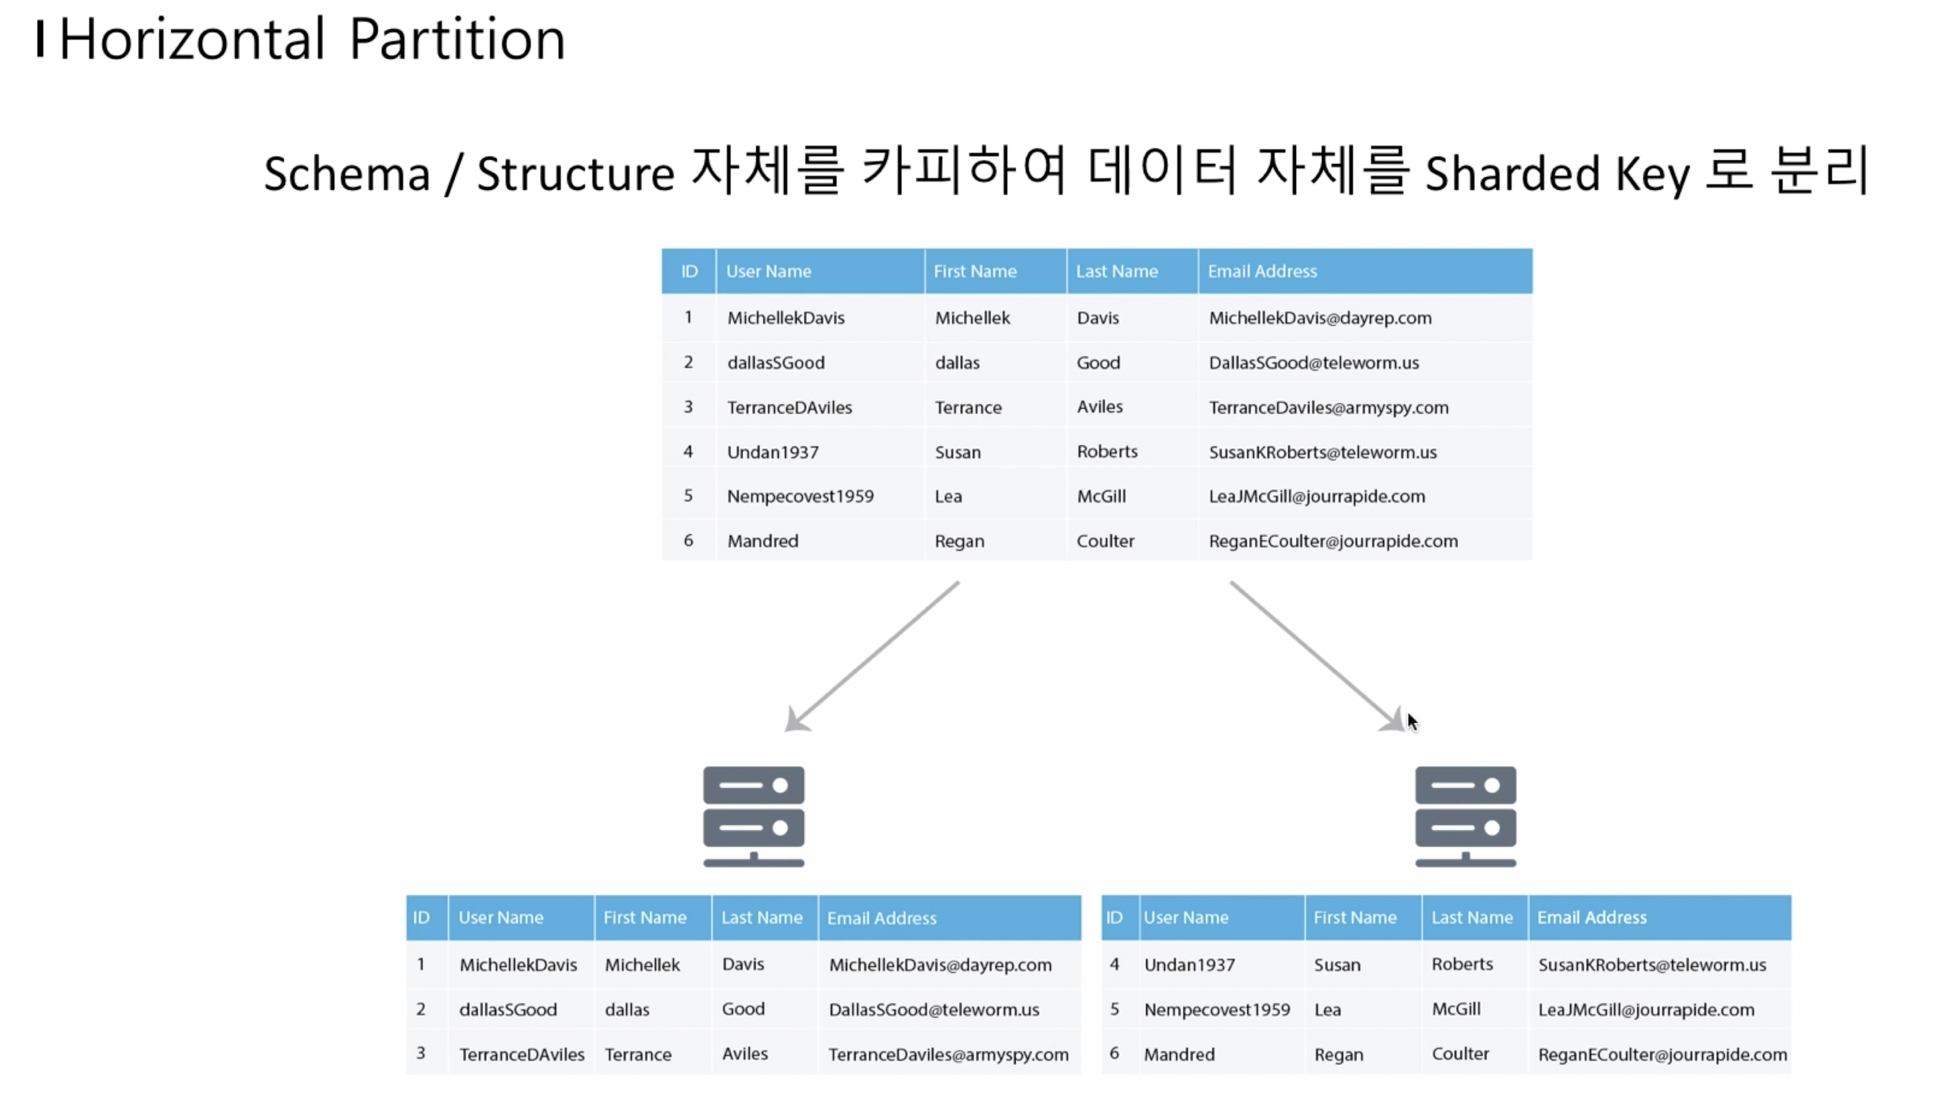 Horizontal Partition
Schema / Structure 자체를 카피하여 데이터 자체를 Sharded Key 로 분리
ID User Name First Name Last Name Email Address
1 MichellekDavis Michellek Davis MichellekDavis@dayrep.com
2 dallasSGood dallas Good DallasSGood@teleworm.us
3 TerranceDAviles Terrance Aviles TerranceDaviles@armyspy.com
4 Undan1937 Susan Roberts SusanKRoberts@teleworm.us
5 Nempecovest1959 Lea McGill LeaJMcGill@jourrapide.com
6 Mandred Regan Coulter ReganECoulter@jourrapide.com
ID User Name First Name Last Name Email Address
1 MichellekDavis Michellek Davis MichellekDavis@dayrep.com
2 dallasSGood dallas Good DallasSGood@teleworm.us
3 TerranceDAviles Terrance Aviles TerranceDaviles@armyspy.com
ID User Name First Name Last Name Email Address
4 Undan1937 Susan Roberts SusanKRoberts@teleworm.us
5 Nempecovest1959 Lea McGill LeaJMcGill@jourrapide.com
6 Mandred Regan Coulter ReganECoulter@jourrapide.com